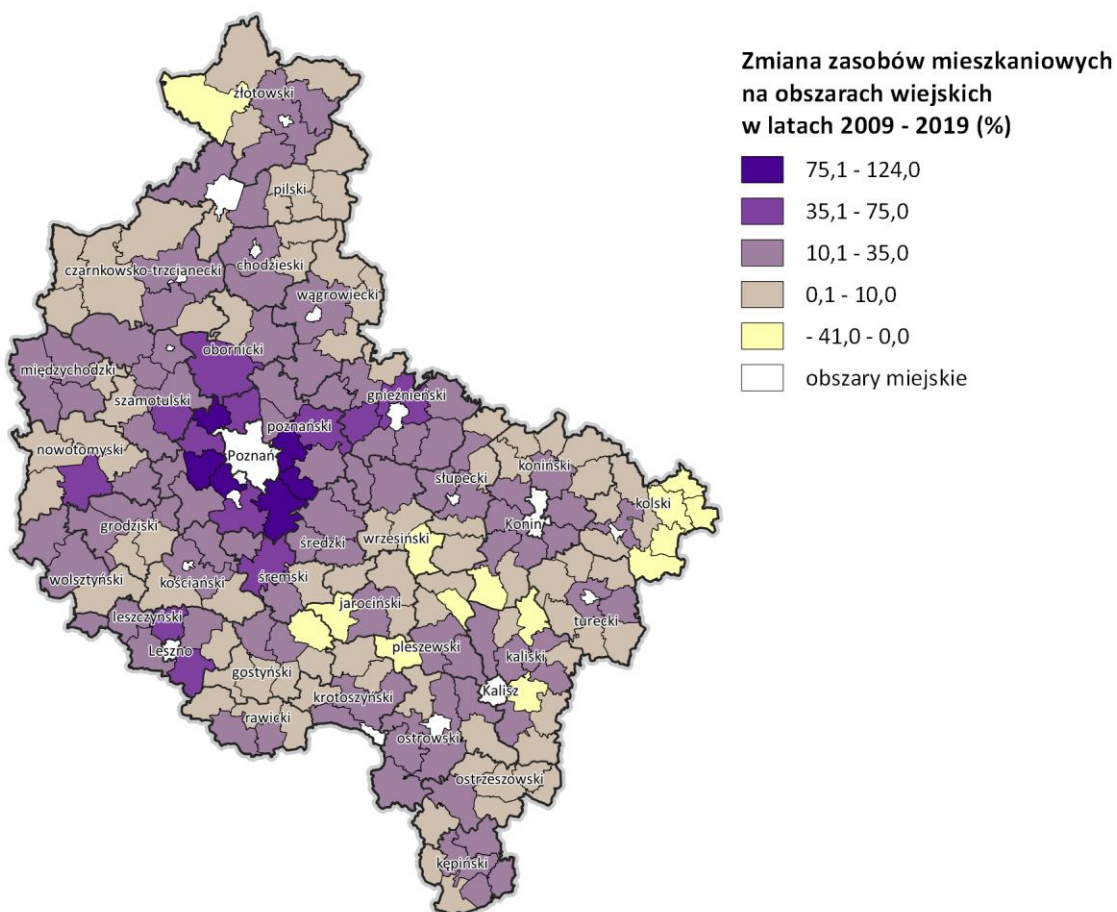 Zmiana zasobów mieszkaniowych
na obszarach wiejskich
w latach 2009 - 2019 (%)
75,1 - 124,0
35,1 - 75,0
10,1 - 35,0
0,1 - 10,0
- 41,0 - 0,0
obszary miejskie
złotowski
pilski
czarnkowsko-trzcianecki
chodzieski
wągrowiecki
obornicki
międzychodzki
szamotulski
gnieźnieński
poznański
nowotomyski
Poznań
słupecki
koniński
kolski
Konin
grodziski
średzki
wrzesiński
wolsztyński
kościański
śremski
jarociński
turecki
leszczyński
Leszno
pleszewski
kaliski
gostyński
Kalisz
krotoszyński
rawicki
ostrowski
ostrzeszowski
kępiński